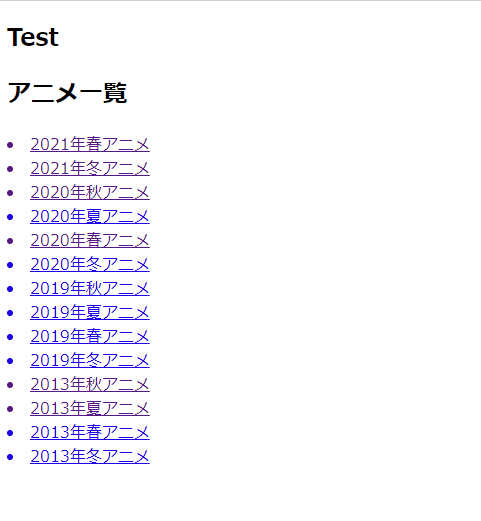 Test
アニメ一覧
2021年春アニメ
2021年冬アニメ
2020年秋アニメ
2020年夏アニメ
2020年春アニメ
2020年冬アニメ
2019年秋アニメ
2019年夏アニメ
2019年春アニメ
2019年冬アニメ
2013年秋アニメ
2013年夏アニメ
2013年春アニメ
2013年冬アニメ